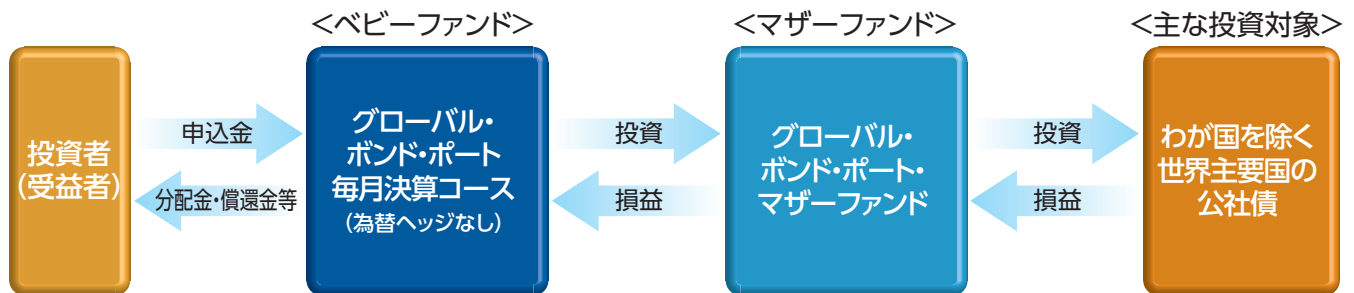 <ベビーファンド>
<マザーファンド>
<主な投資対象>
投資者
(受益者)
申込金
分配金・償還金等
グローバル・
ボンド・ポート
毎月決算コース
(為替ヘッジなし)
投資
損益
グローバル・
ボンド・ポート・
マザーファンド
投資
損益
わが国を除く
世界主要国の
公社債